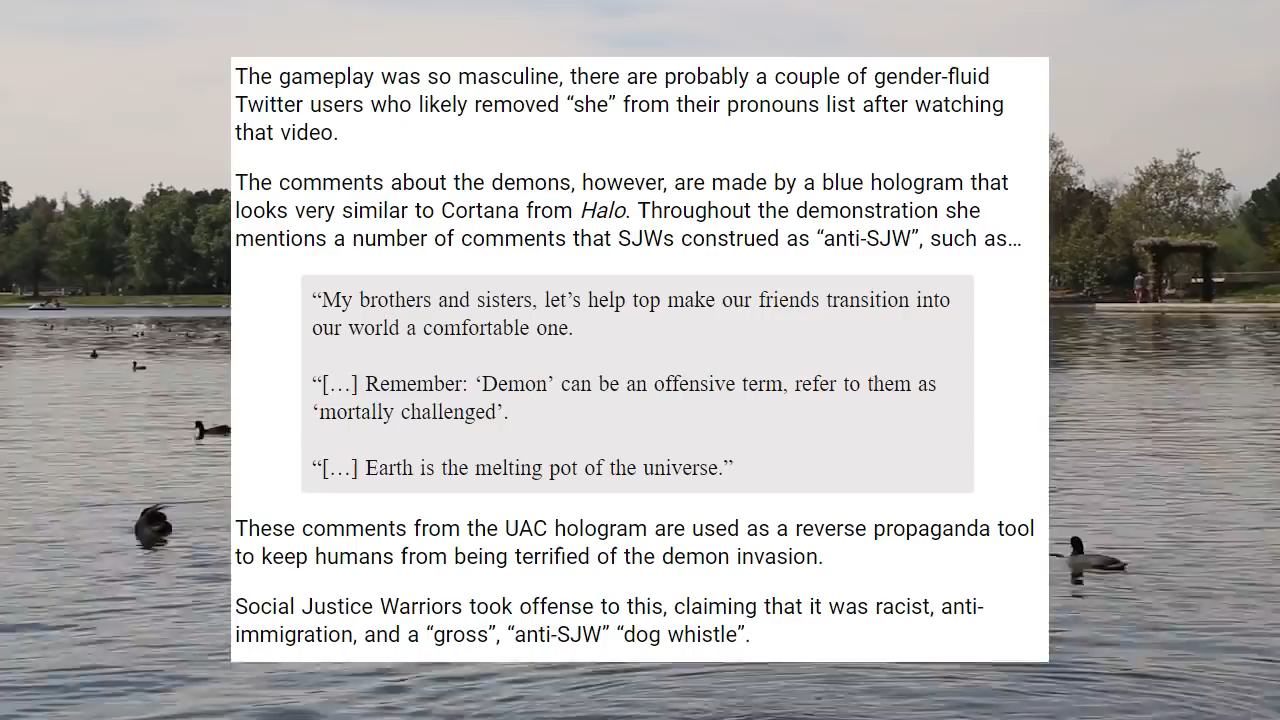 The gameplay was so masculine, there are probably a couple of gender-fluid
Twitter users who likely removed “she” from their pronouns list after watching
that video.
The comments about the demons, however, are made by a blue hologram that
looks very similar to Cortana from Halo. Throughout the demonstration she
mentions a number of comments that SJWs construed as “anti-SJW”, such as…
“My brothers and sisters, let’s help top make our friends transition into
our world a comfortable one.
“[…] Remember: ‘Demon’ can be an offensive term, refer to them as
‘mortally challenged’.
“[…] Earth is the melting pot of the universe.”
These comments from the UAC hologram are used as a reverse propaganda tool
to keep humans from being terrified of the demon invasion.
Social Justice Warriors took offense to this, claiming that it was racist, anti-
immigration, and a “gross”, “anti-SJW” “dog whistle”.